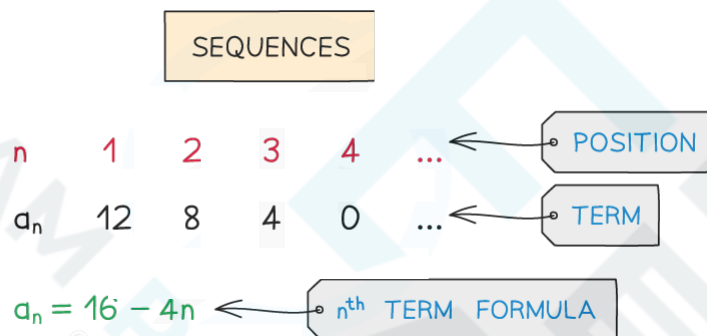 SEQUENCES
n 1 2 3 4 ... POSITION
aₙ 12 8 4 0 ... TERM
aₙ = 16 - 4n nᵗʰ TERM FORMULA